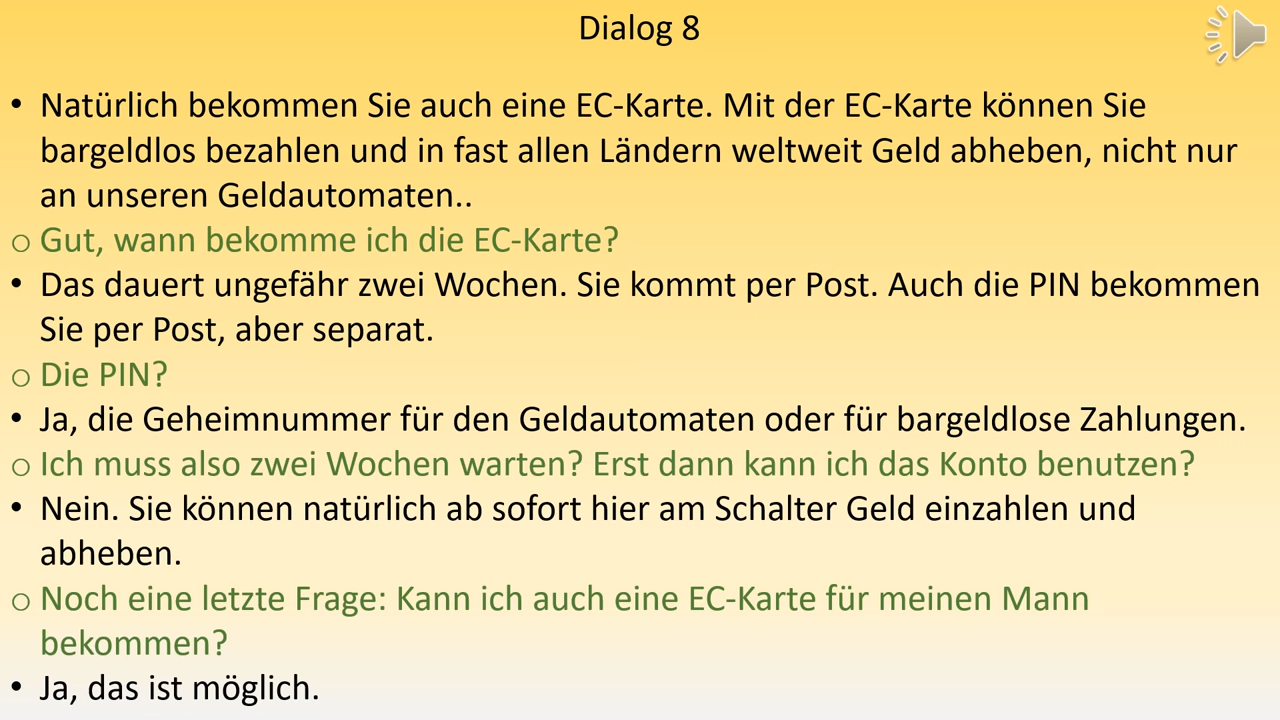 Dialog 8
• Natürlich bekommen Sie auch eine EC-Karte. Mit der EC-Karte können Sie
bargeldlos bezahlen und in fast allen Ländern weltweit Geld abheben, nicht nur
an unseren Geldautomaten..
o Gut, wann bekomme ich die EC-Karte?
• Das dauert ungefähr zwei Wochen. Sie kommt per Post. Auch die PIN bekommen
Sie per Post, aber separat.
o Die PIN?
• Ja, die Geheimnummer für den Geldautomaten oder für bargeldlose Zahlungen.
o Ich muss also zwei Wochen warten? Erst dann kann ich das Konto benutzen?
• Nein. Sie können natürlich ab sofort hier am Schalter Geld einzahlen und
abheben.
o Noch eine letzte Frage: Kann ich auch eine EC-Karte für meinen Mann
bekommen?
• Ja, das ist möglich.